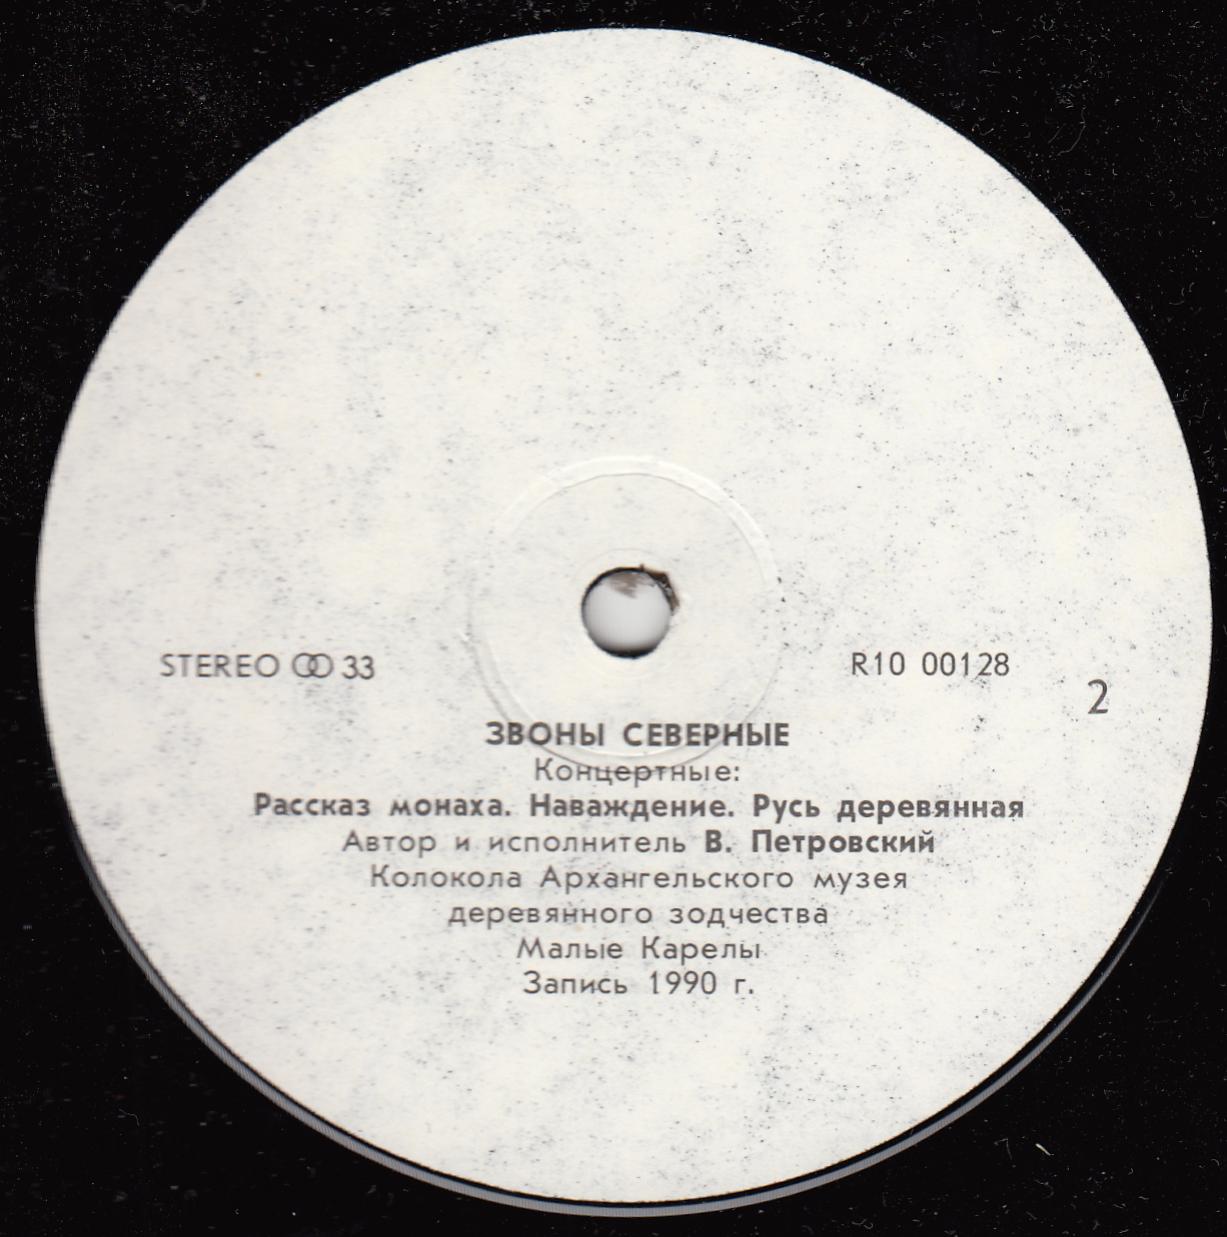 STEREO ꝏ 33
R10 00128
2
ЗВОНЫ СЕВЕРНЫЕ
Концертные:
Рассказ монаха. Наваждение. Русь деревянная
Автор и исполнитель В. Петровский
Колокола Архангельского музея
деревянного зодчества
Малые Карелы
Запись 1990 г.